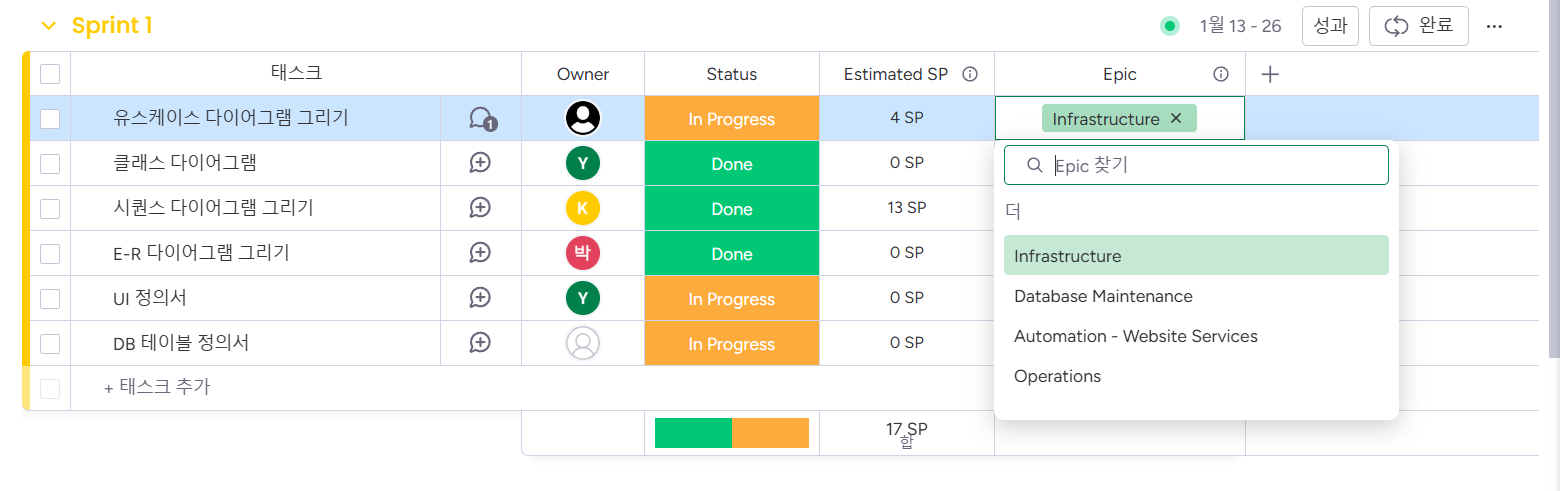 Sprint 1
1월 13 - 26
성과
완료
태스크 Owner Status Estimated SP Epic
유스케이스 다이어그램 그리기 1 In Progress 4 SP Infrastructure
클래스 다이어그램 Y Done 0 SP
Epic 찾기
시퀀스 다이어그램 그리기 K Done 13 SP
더
E-R 다이어그램 그리기 박 Done 0 SP
Infrastructure
UI 정의서 Y In Progress 0 SP
Database Maintenance
DB 테이블 정의서 In Progress 0 SP
Automation - Website Services
+ 태스크 추가
Operations
17 SP
합